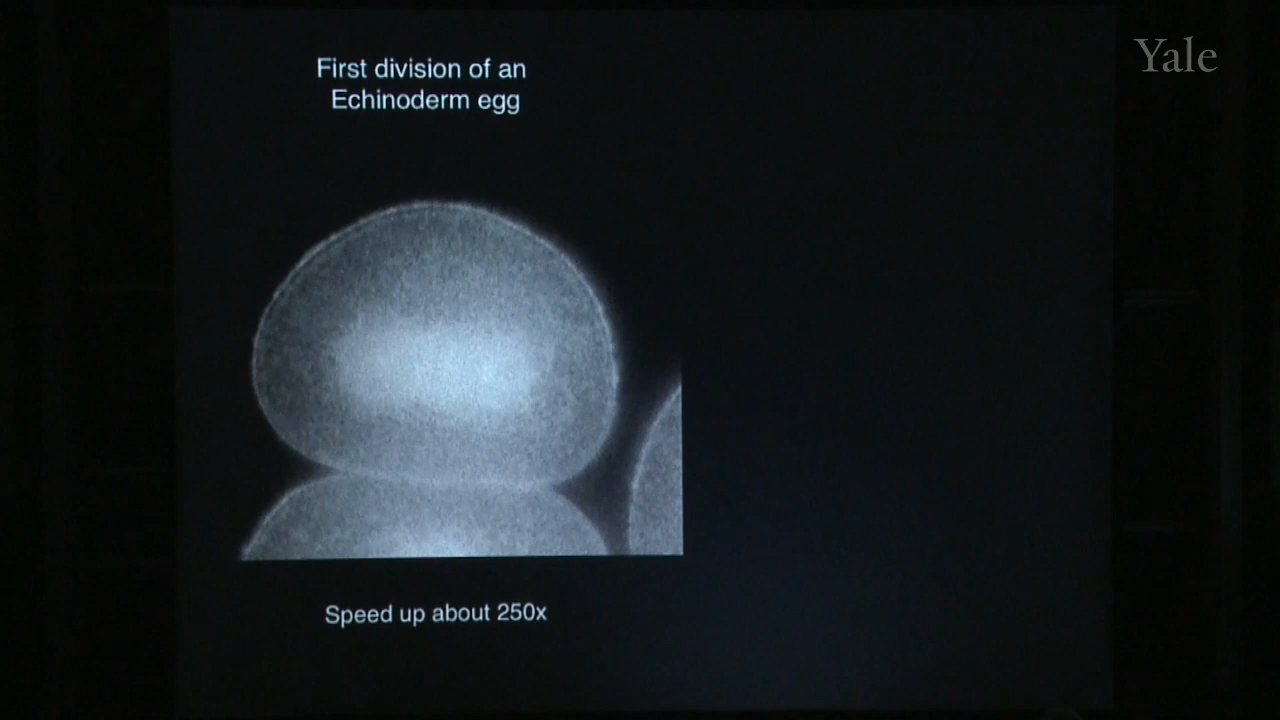 Yale
First division of an
Echinoderm egg
Speed up about 250x